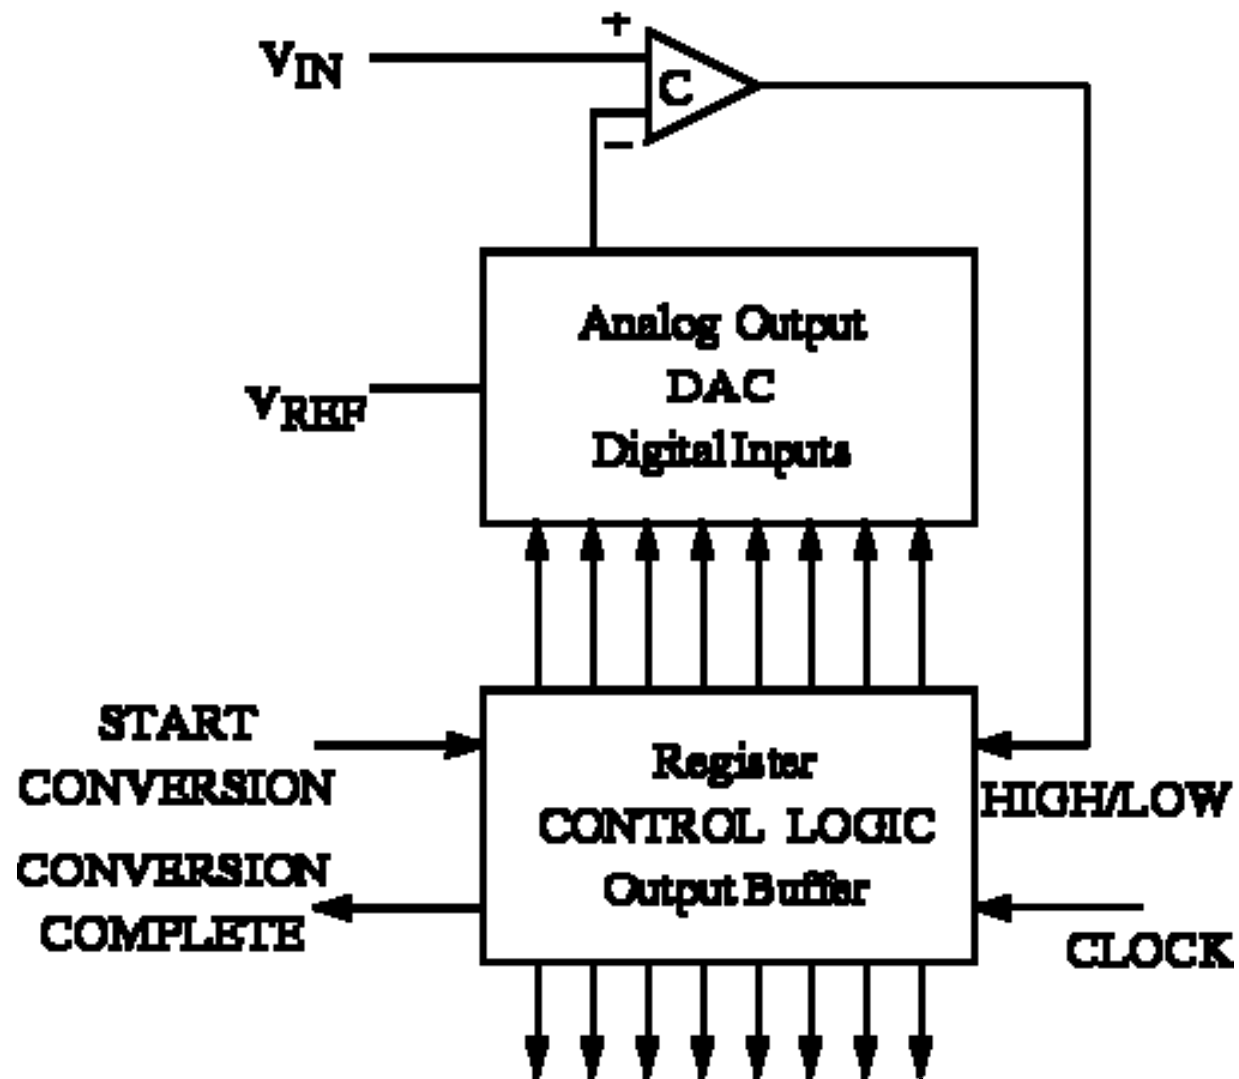 +
VIN
C
−
Analog Output
VREF
DAC
Digital Inputs
START
CONVERSION
Register
CONTROL LOGIC
Output Buffer
HIGH/LOW
CONVERSION
COMPLETE
CLOCK